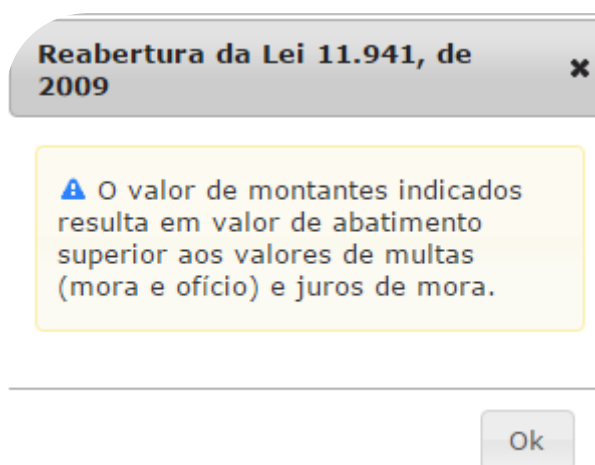 Reabertura da Lei 11.941, de
2009
O valor de montantes indicados
resulta em valor de abatimento
superior aos valores de multas
(mora e ofício) e juros de mora.
Ok